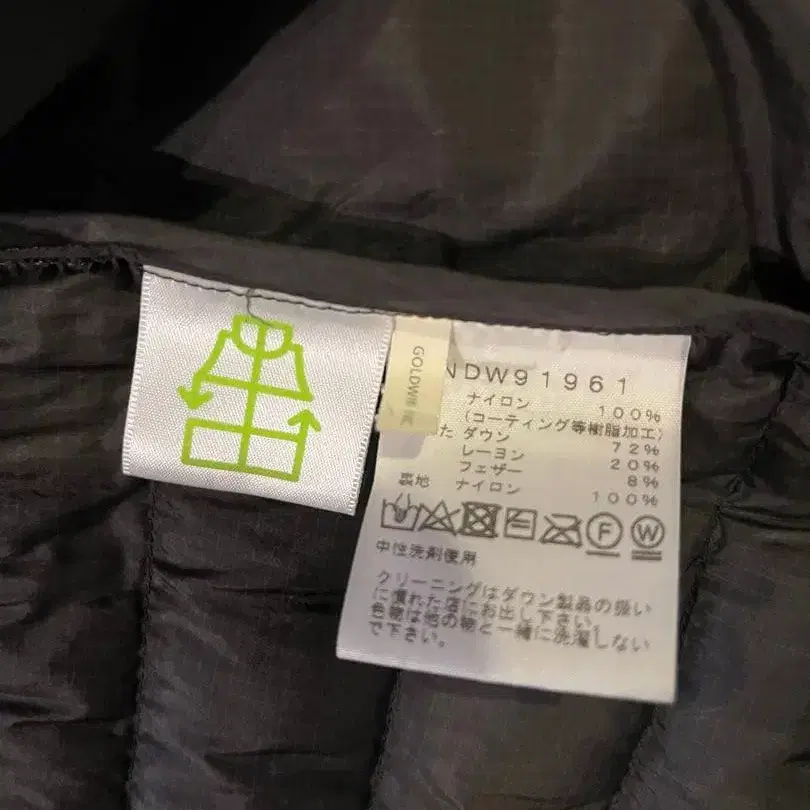 GOLDW
NDW91961
ナイロン 100%
(コーティング等樹脂加工)
た ダウン 72%
レーヨン 20%
フェザー 8%
裏地 ナイロン 100%
F W
中性洗剤使用
クリーニングはダウン製品の扱い
に慣れた店にお出し下さい。
色物は他の物と一緒に洗濯しない
で下さい。